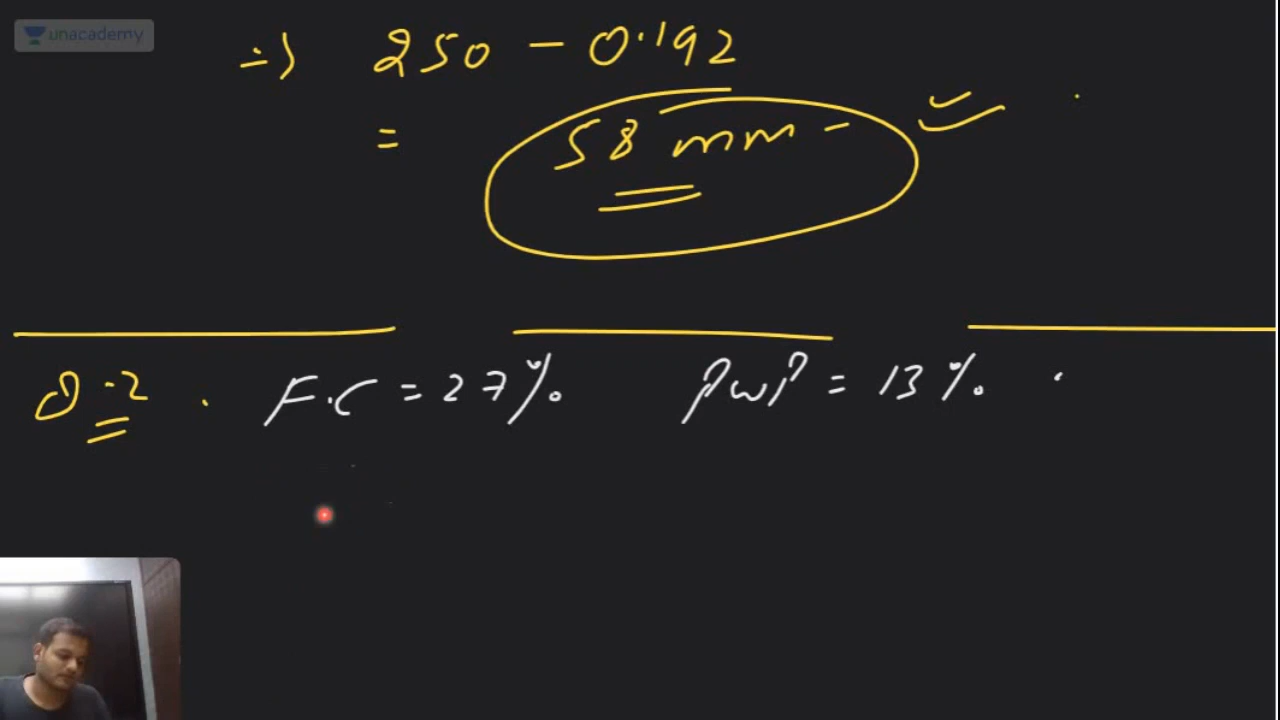 unacademy
=> 250 - 0.192
= 58 mm -
Q-2. F.C = 27% PWP = 13%.